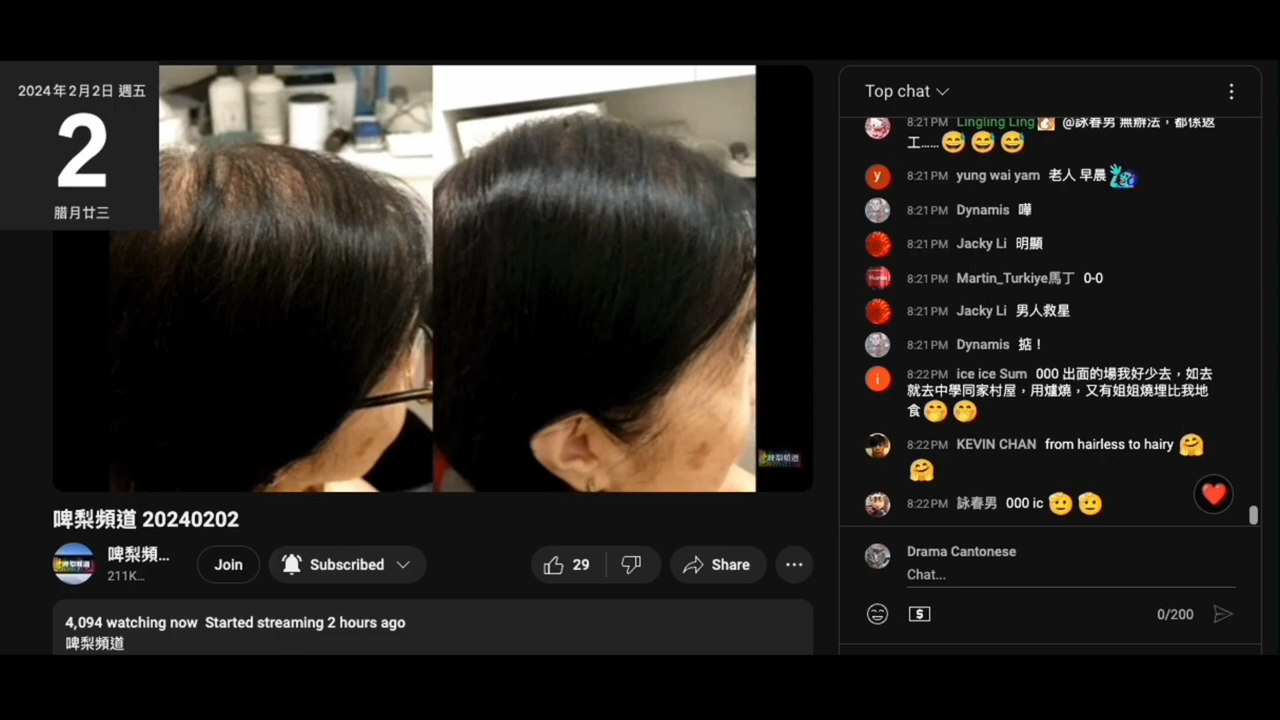 2024年2月2日 週五
2
腊月廿三
啤梨頻道
啤梨頻道 20240202
啤梨頻...
211K...
Join
Subscribed
29
Share
4,094 watching now Started streaming 2 hours ago
啤梨頻道
Top chat
8:21 PM Lingling Ling @詠春男 無辦法，都係返
工......
y
8:21 PM yung wai yam 老人 早晨
8:21 PM Dynamis 嘩
8:21 PM Jacky Li 明顯
8:21 PM Martin_Turkiye馬丁 0-0
8:21 PM Jacky Li 男人救星
8:21 PM Dynamis 掂！
i
8:22 PM ice ice Sum 000 出面的場我好少去，如去
就去中學同家村屋，用爐燒，又有姐姐燒埋比我地
食
8:22 PM KEVIN CHAN from hairless to hairy
8:22 PM 詠春男 000 ic
Drama Cantonese
Chat...
0/200